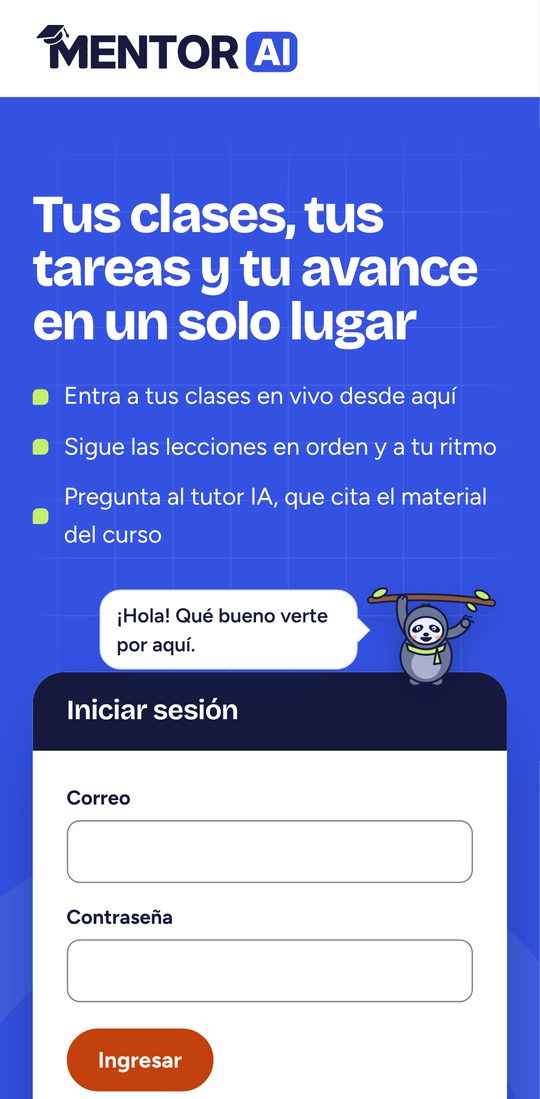 MENTOR AI
Tus clases, tus
tareas y tu avance
en un solo lugar
Entra a tus clases en vivo desde aquí
Sigue las lecciones en orden y a tu ritmo
Pregunta al tutor IA, que cita el material
del curso
¡Hola! Qué bueno verte
por aquí.
Iniciar sesión
Correo
Contraseña
Ingresar